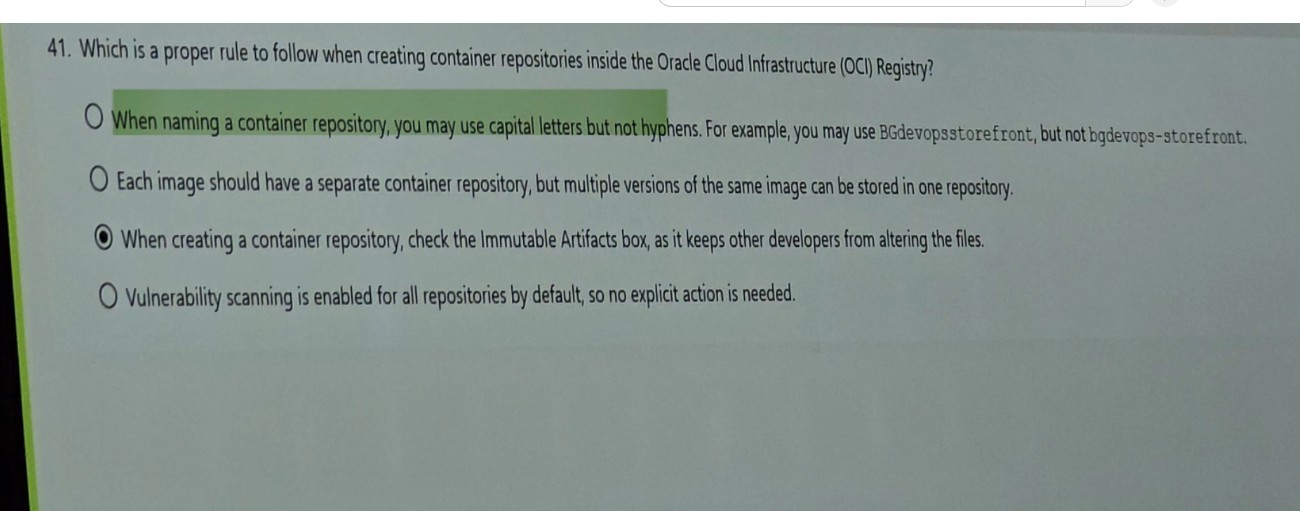 41. Which is a proper rule to follow when creating container repositories inside the Oracle Cloud Infrastructure (OCI) Registry?
When naming a container repository, you may use capital letters but not hyphens. For example, you may use BGdevopsstorefront, but not bgdevops-storefront.
Each image should have a separate container repository, but multiple versions of the same image can be stored in one repository.
When creating a container repository, check the Immutable Artifacts box, as it keeps other developers from altering the files.
Vulnerability scanning is enabled for all repositories by default, so no explicit action is needed.